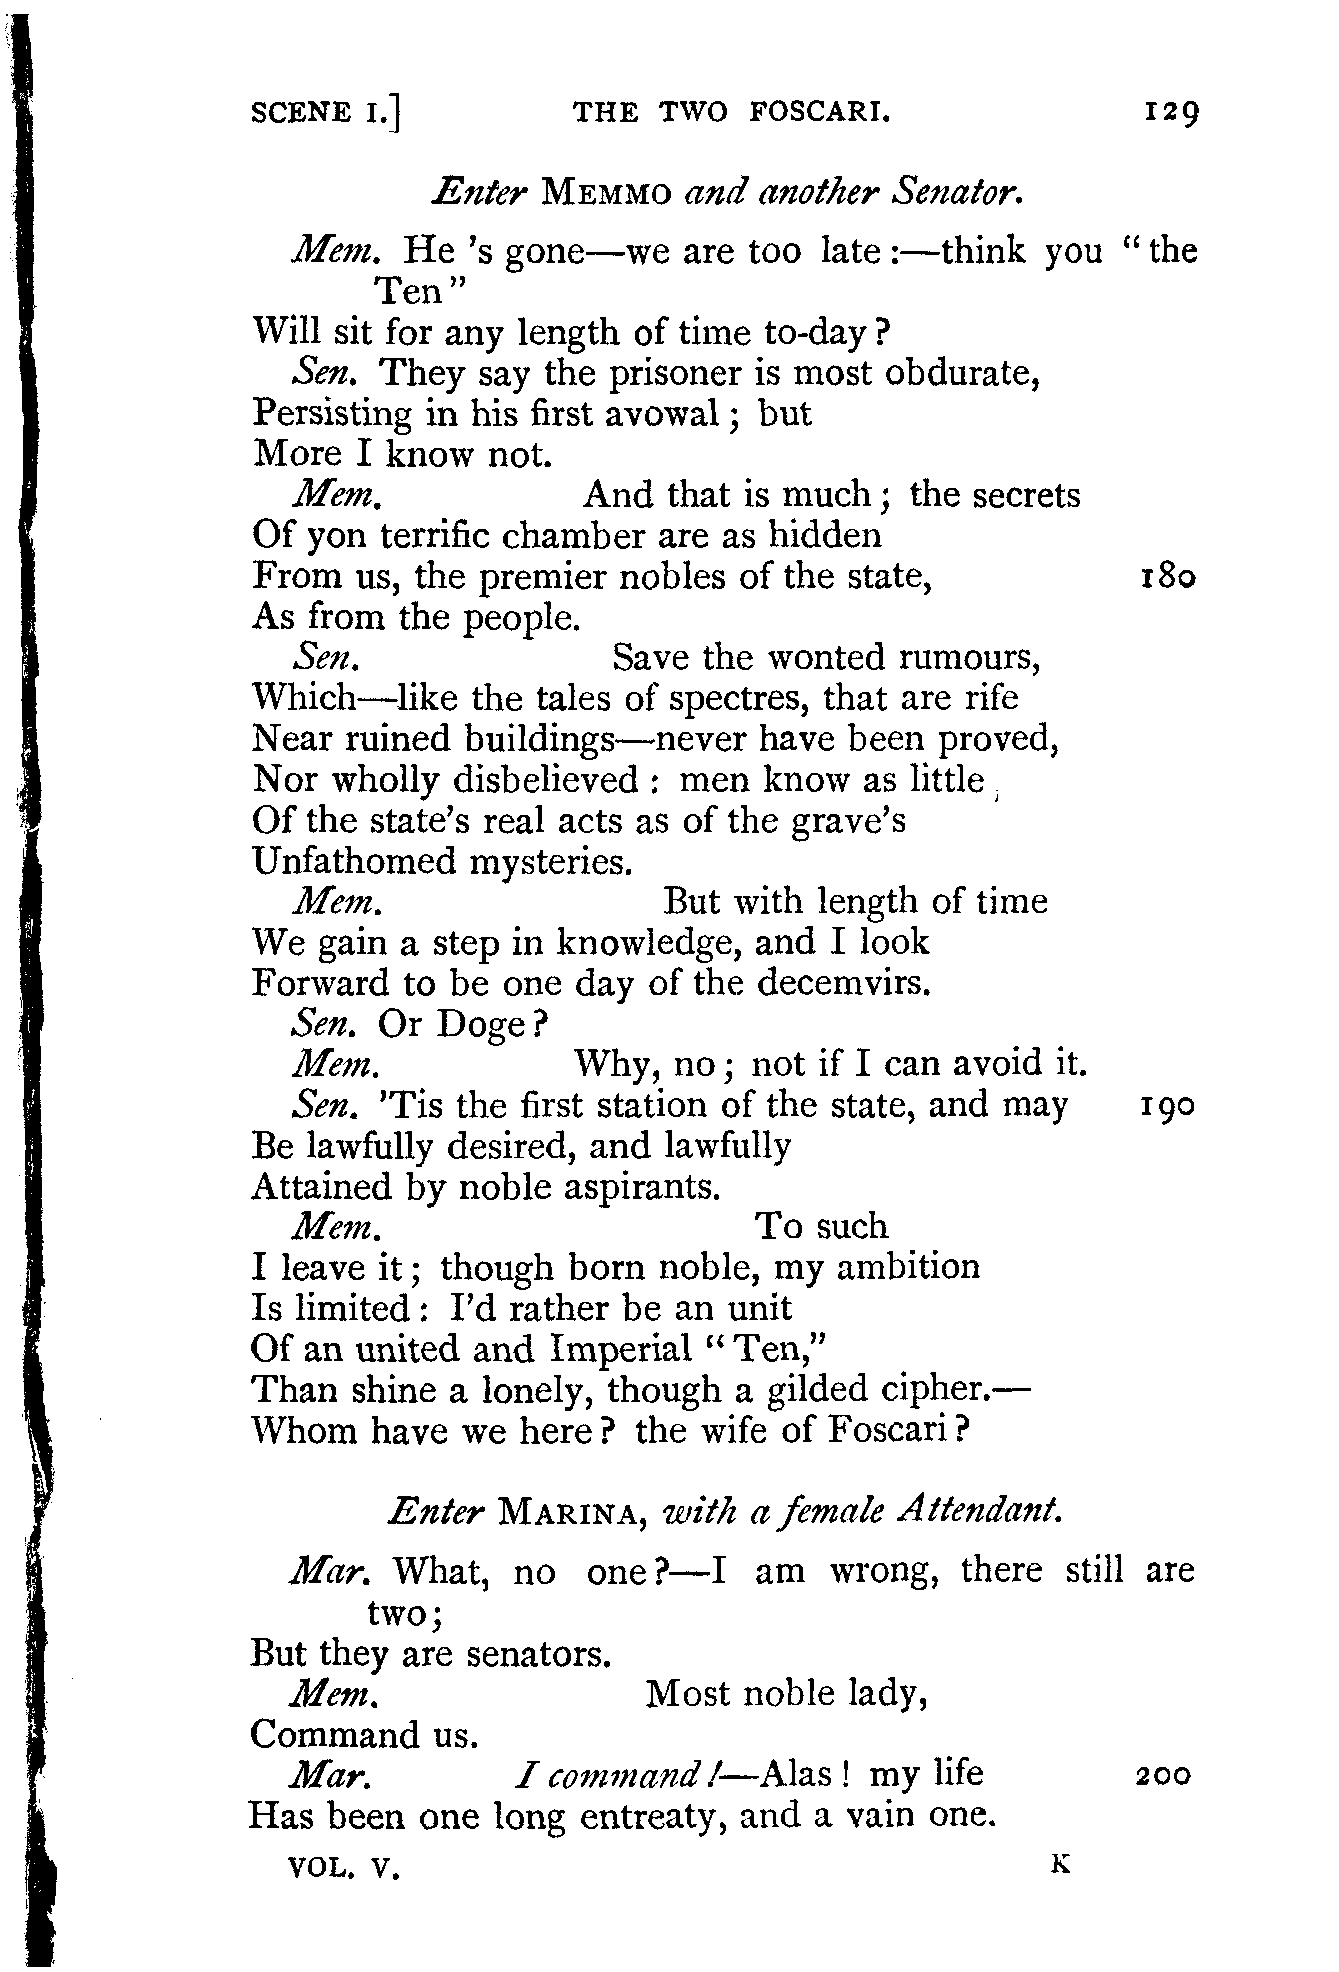 SCENE I.] THE TWO FOSCARI. 129
Enter MEMMO and another Senator.
Mem. He 's gone—we are too late :—think you “ the
Ten ”
Will sit for any length of time to-day ?
Sen. They say the prisoner is most obdurate,
Persisting in his first avowal ; but
More I know not.
Mem. And that is much ; the secrets
Of yon terrific chamber are as hidden
From us, the premier nobles of the state, 180
As from the people.
Sen. Save the wonted rumours,
Which—like the tales of spectres, that are rife
Near ruined buildings—never have been proved,
Nor wholly disbelieved : men know as little
Of the state's real acts as of the grave's
Unfathomed mysteries.
Mem. But with length of time
We gain a step in knowledge, and I look
Forward to be one day of the decemvirs.
Sen. Or Doge ?
Mem. Why, no ; not if I can avoid it.
Sen. 'Tis the first station of the state, and may 190
Be lawfully desired, and lawfully
Attained by noble aspirants.
Mem. To such
I leave it ; though born noble, my ambition
Is limited : I'd rather be an unit
Of an united and Imperial “ Ten,”
Than shine a lonely, though a gilded cipher.—
Whom have we here ? the wife of Foscari ?
Enter MARINA, with a female Attendant.
Mar. What, no one ?—I am wrong, there still are
two ;
But they are senators.
Mem. Most noble lady,
Command us.
Mar. I command !—Alas ! my life 200
Has been one long entreaty, and a vain one.
VOL. V. K